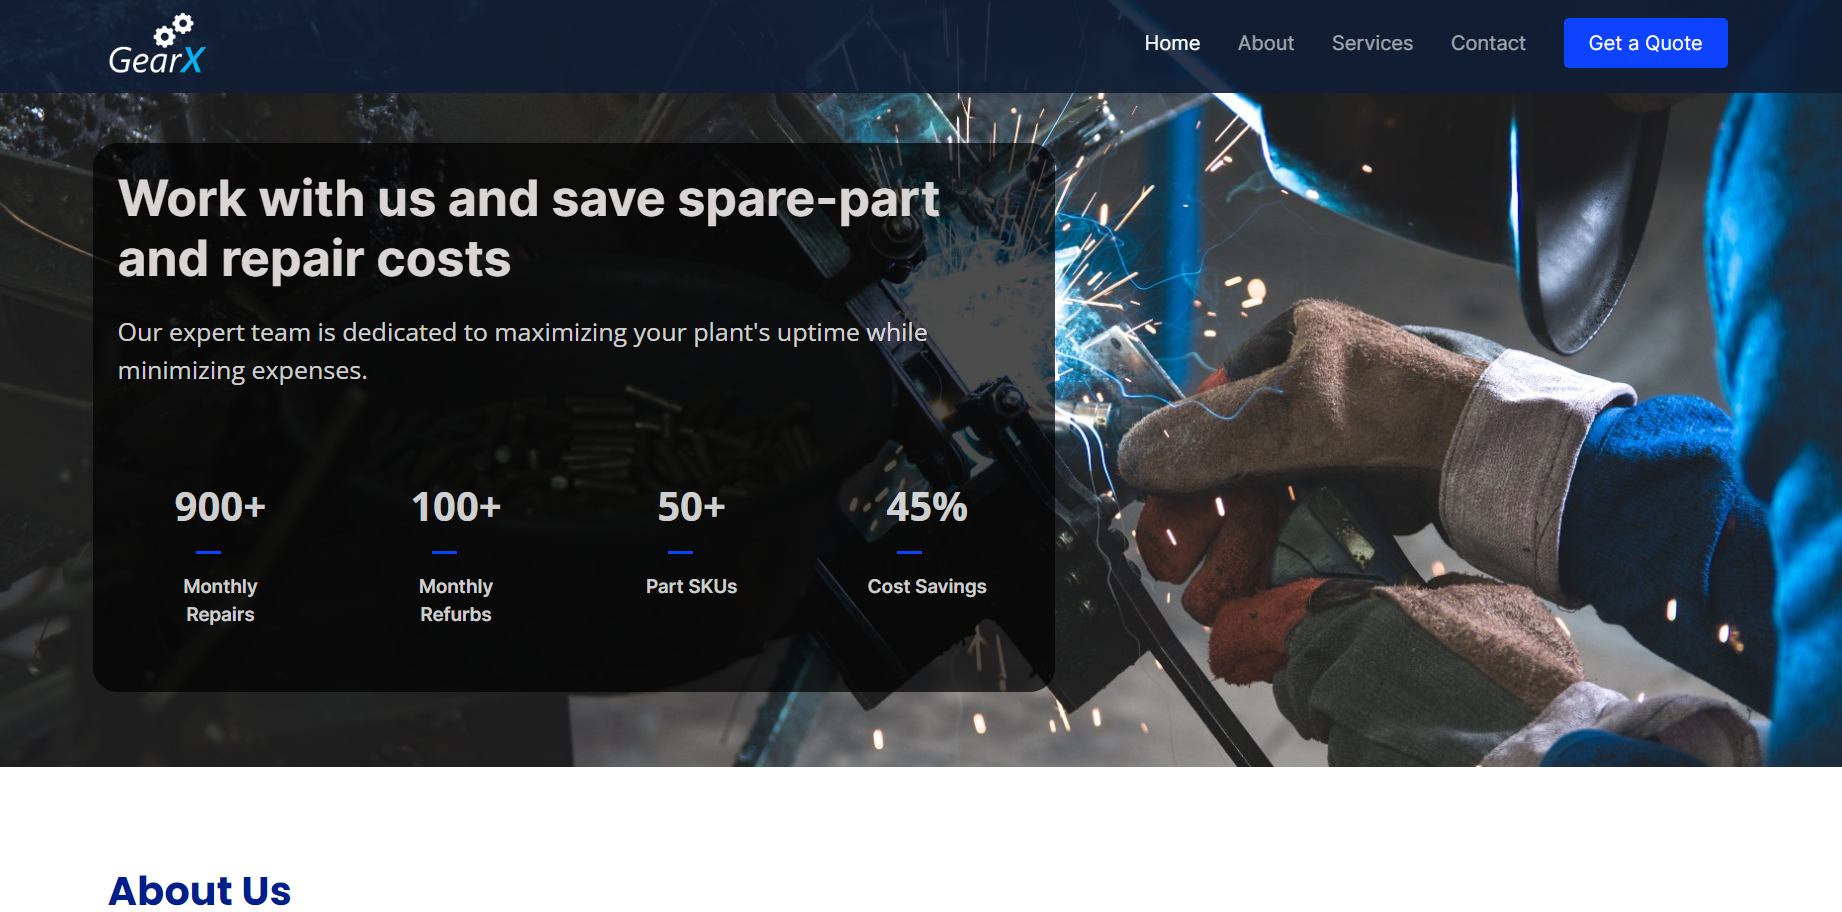 GearX
Home
About
Services
Contact
Get a Quote
Work with us and save spare-part
and repair costs
Our expert team is dedicated to maximizing your plant's uptime while
minimizing expenses.
900+
Monthly
Repairs
100+
Monthly
Refurbs
50+
Part SKUs
45%
Cost Savings
About Us